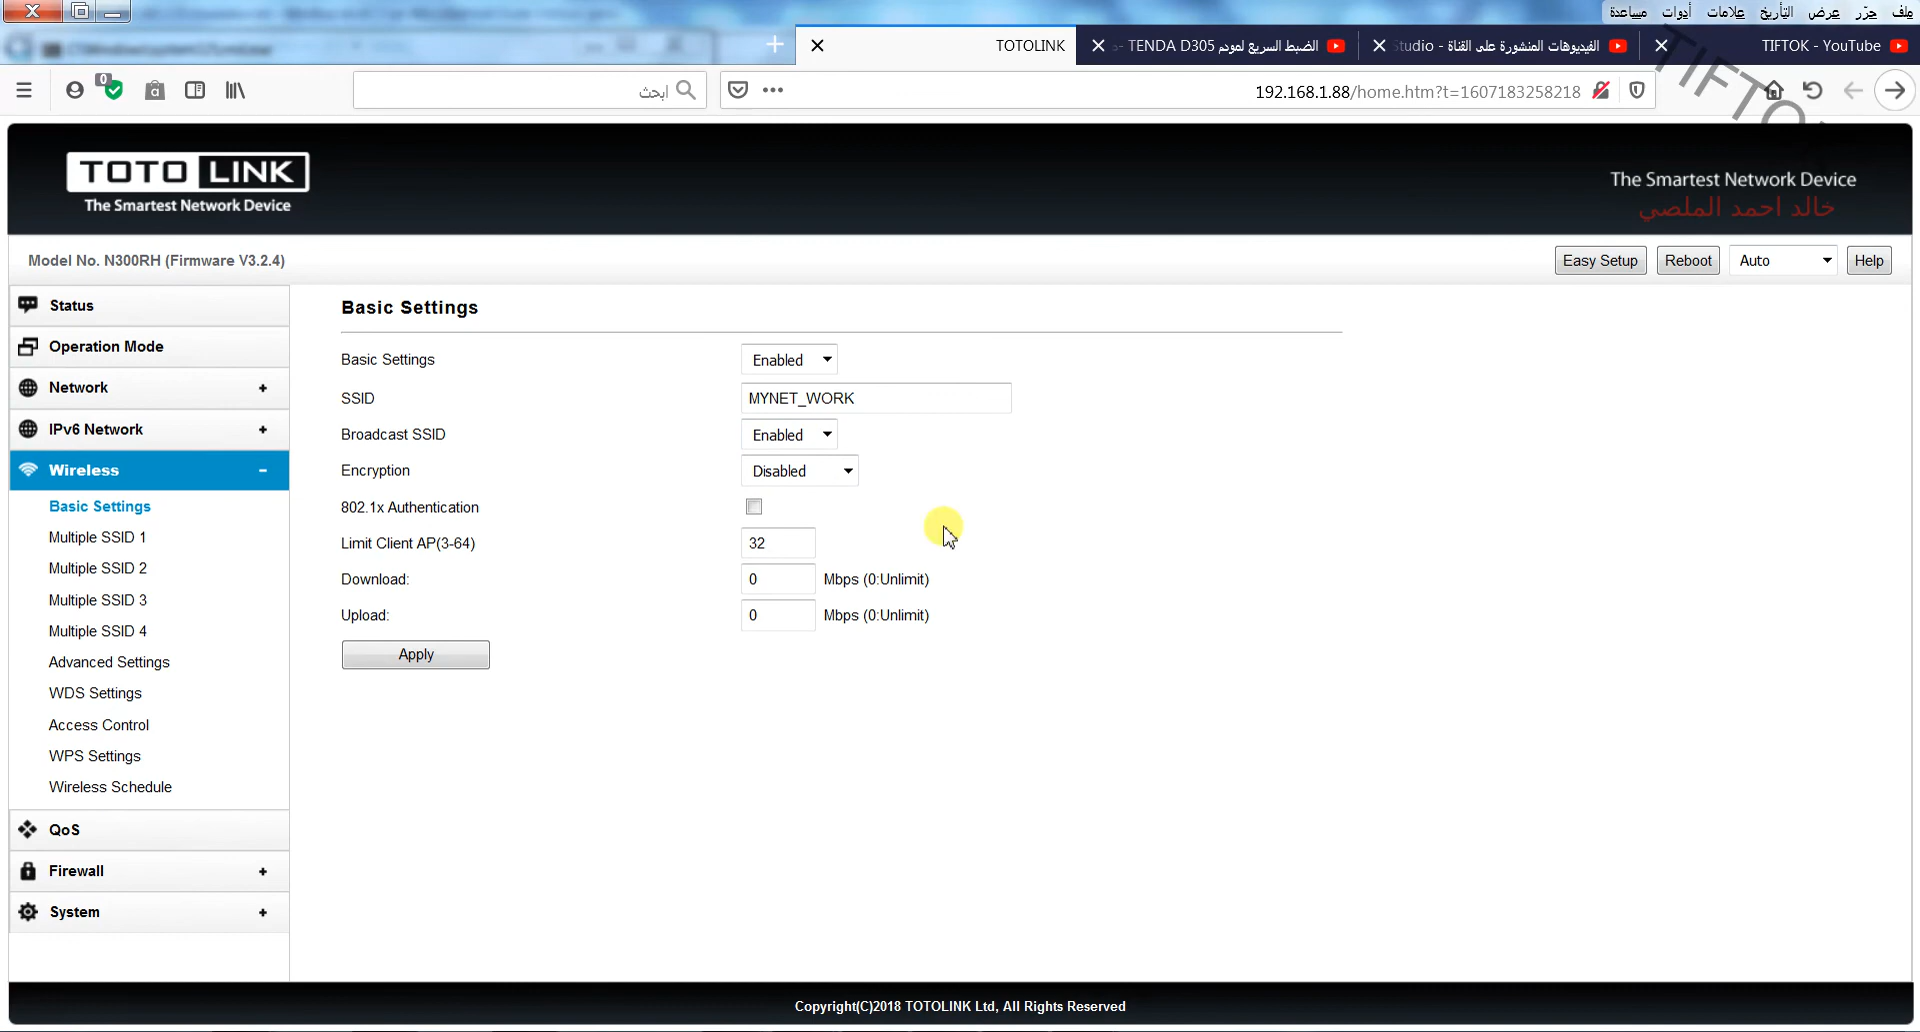 ملف حرّر عرض التأريخ علامات أدوات مساعدة
TIFTOK - YouTube
الفيديوهات المنشورة على القناة - Studio
الضبط السريع لمودم TENDA D305 -
TOTOLINK
192.168.1.88/home.htm?t=1607183258218
ابحث
0
TIFTOK
TOTO LINK
The Smartest Network Device
The Smartest Network Device
خالد احمد الملصي
Model No. N300RH (Firmware V3.2.4)
Easy Setup
Reboot
Auto
Help
Status
Operation Mode
Network +
IPv6 Network +
Wireless -
Basic Settings
Multiple SSID 1
Multiple SSID 2
Multiple SSID 3
Multiple SSID 4
Advanced Settings
WDS Settings
Access Control
WPS Settings
Wireless Schedule
QoS
Firewall +
System +
Basic Settings
Basic Settings Enabled
SSID MYNET_WORK
Broadcast SSID Enabled
Encryption Disabled
802.1x Authentication
Limit Client AP(3-64) 32
Download: 0 Mbps (0:Unlimit)
Upload: 0 Mbps (0:Unlimit)
Apply
Copyright(C)2018 TOTOLINK Ltd, All Rights Reserved